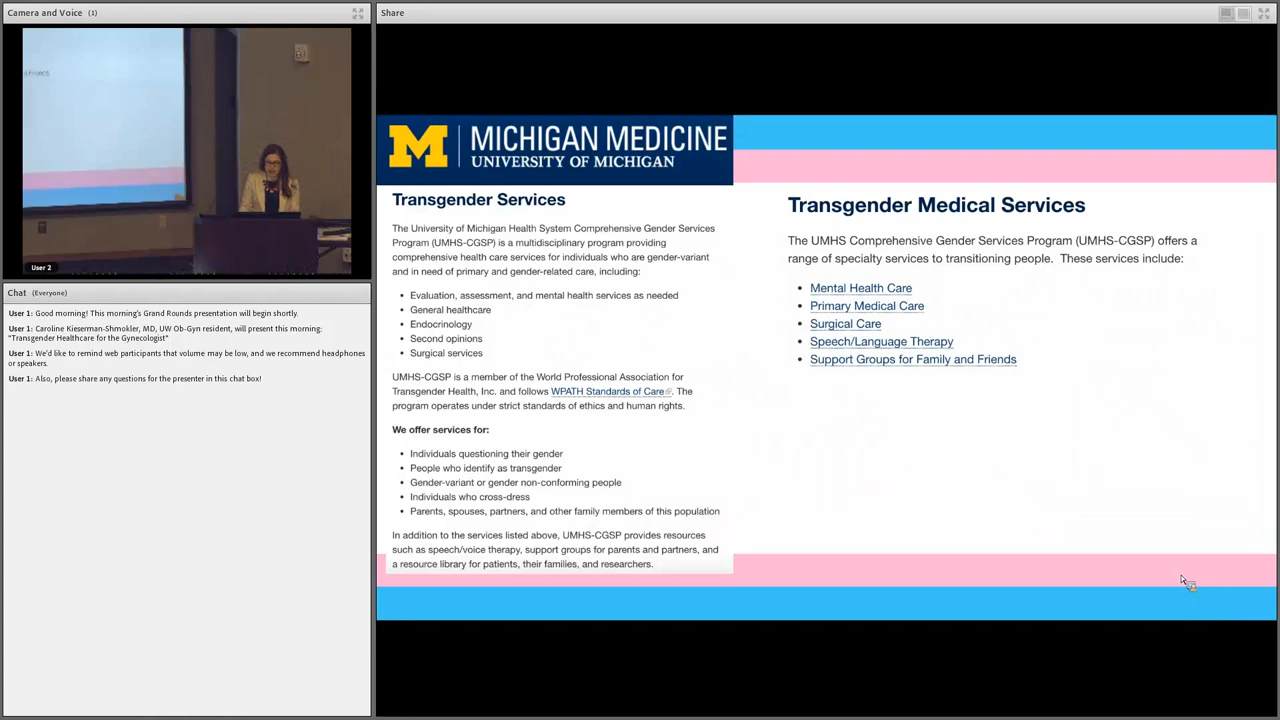 Camera and Voice (1)
User 2
Chat (Everyone)
User 1: Good morning! This morning's Grand Rounds presentation will begin shortly.
User 1: Caroline Kieserman-Shmokler, MD, UW Ob-Gyn resident, will present this morning:
"Transgender Healthcare for the Gynecologist"
User 1: We'd like to remind web participants that volume may be low, and we recommend headphones
or speakers.
User 1: Also, please share any questions for the presenter in this chat box!
Share
M
MICHIGAN MEDICINE
UNIVERSITY OF MICHIGAN
Transgender Services
The University of Michigan Health System Comprehensive Gender Services
Program (UMHS-CGSP) is a multidisciplinary program providing
comprehensive health care services for individuals who are gender-variant
and in need of primary and gender-related care, including:
• Evaluation, assessment, and mental health services as needed
• General healthcare
• Endocrinology
• Second opinions
• Surgical services
UMHS-CGSP is a member of the World Professional Association for
Transgender Health, Inc. and follows WPATH Standards of Care. The
program operates under strict standards of ethics and human rights.
We offer services for:
• Individuals questioning their gender
• People who identify as transgender
• Gender-variant or gender non-conforming people
• Individuals who cross-dress
• Parents, spouses, partners, and other family members of this population
In addition to the services listed above, UMHS-CGSP provides resources
such as speech/voice therapy, support groups for parents and partners, and
a resource library for patients, their families, and researchers.
Transgender Medical Services
The UMHS Comprehensive Gender Services Program (UMHS-CGSP) offers a
range of specialty services to transitioning people. These services include:
• Mental Health Care
• Primary Medical Care
• Surgical Care
• Speech/Language Therapy
• Support Groups for Family and Friends